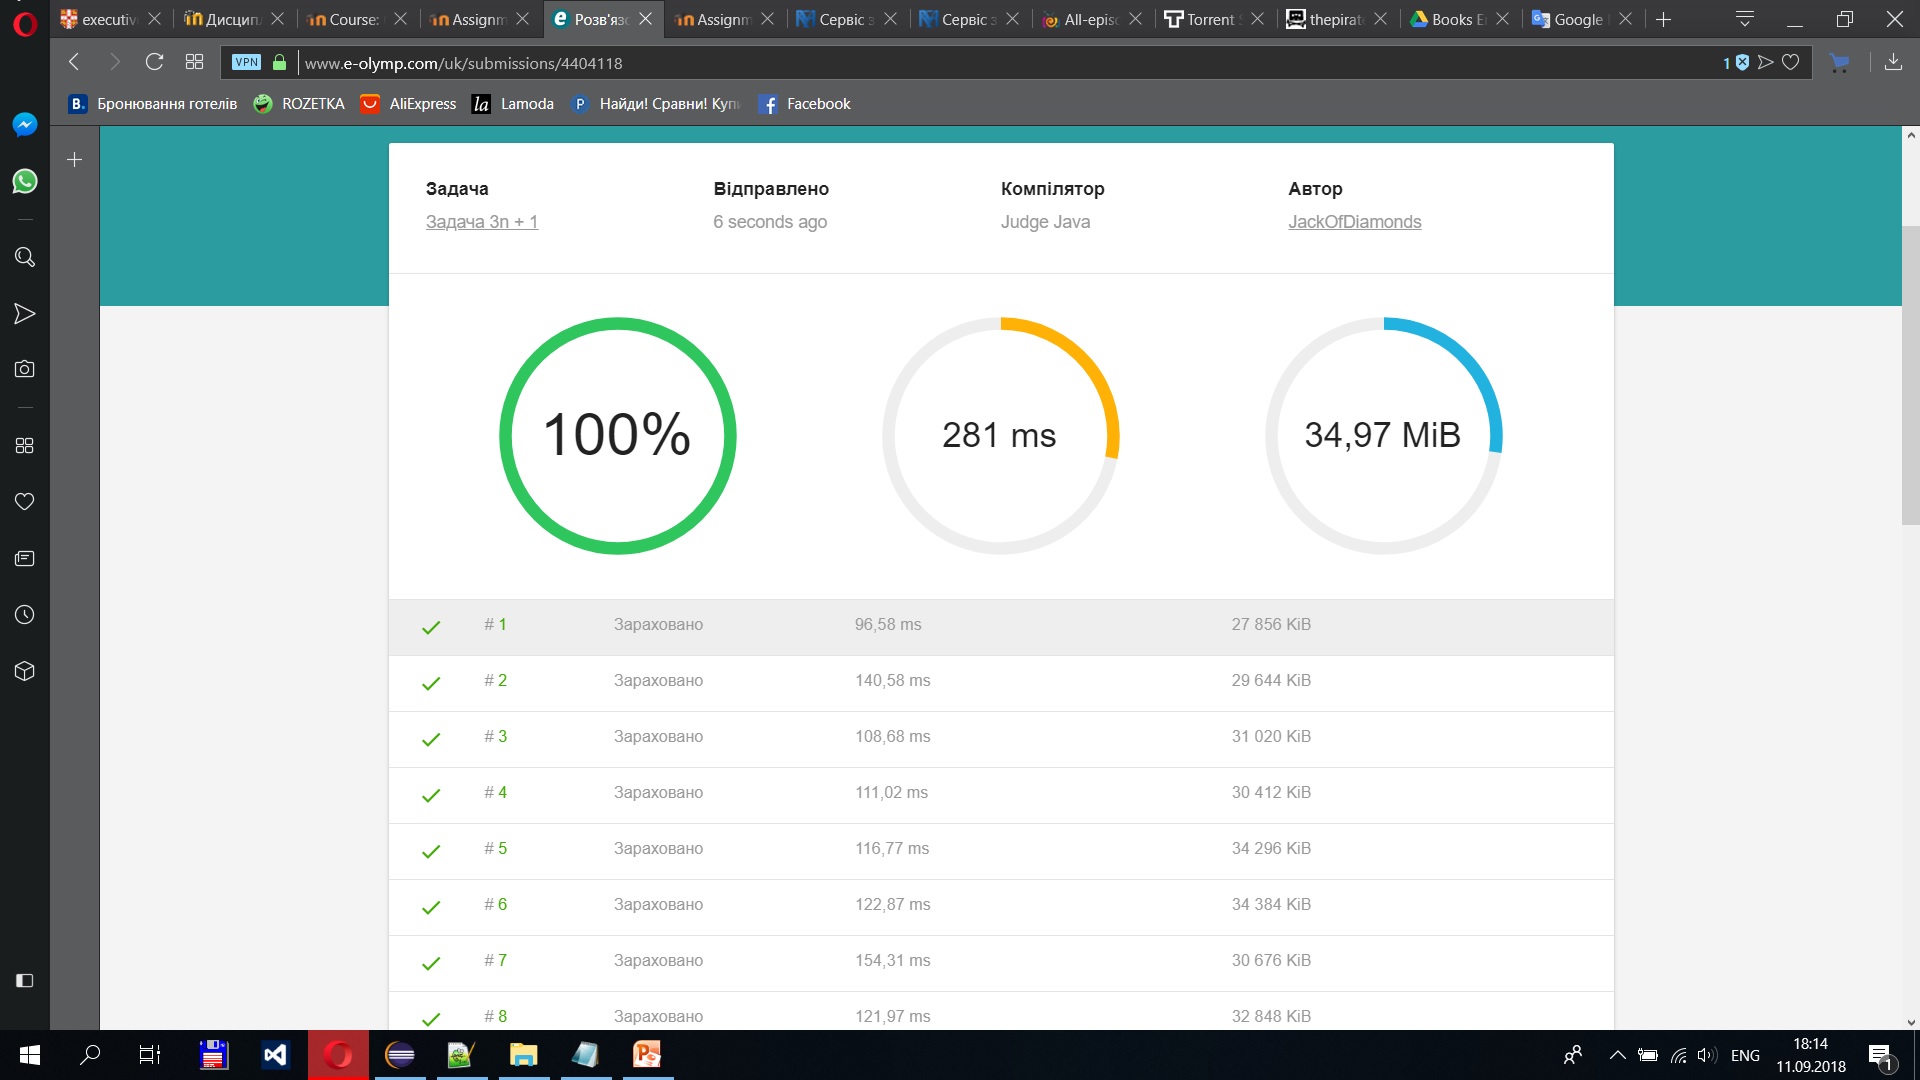 executiv
Дисципл
Course:
Assignm
Розв'язо
Assignm
Сервіс з
Сервіс з
All-episo
Torrent S
thepirate
Books E
Google
VPN
www.e-olymp.com/uk/submissions/4404118
1
B. Бронювання готелів
ROZETKA
AliExpress
la Lamoda
P Найди! Сравни! Купи
Facebook
Задача Відправлено Компілятор Автор
Задача 3n + 1 6 seconds ago Judge Java JackOfDiamonds
100% 281 ms 34,97 MiB
# 1 Зараховано 96,58 ms 27 856 KiB
# 2 Зараховано 140,58 ms 29 644 KiB
# 3 Зараховано 108,68 ms 31 020 KiB
# 4 Зараховано 111,02 ms 30 412 KiB
# 5 Зараховано 116,77 ms 34 296 KiB
# 6 Зараховано 122,87 ms 34 384 KiB
# 7 Зараховано 154,31 ms 30 676 KiB
# 8 Зараховано 121,97 ms 32 848 KiB
ENG
18:14
11.09.2018
1